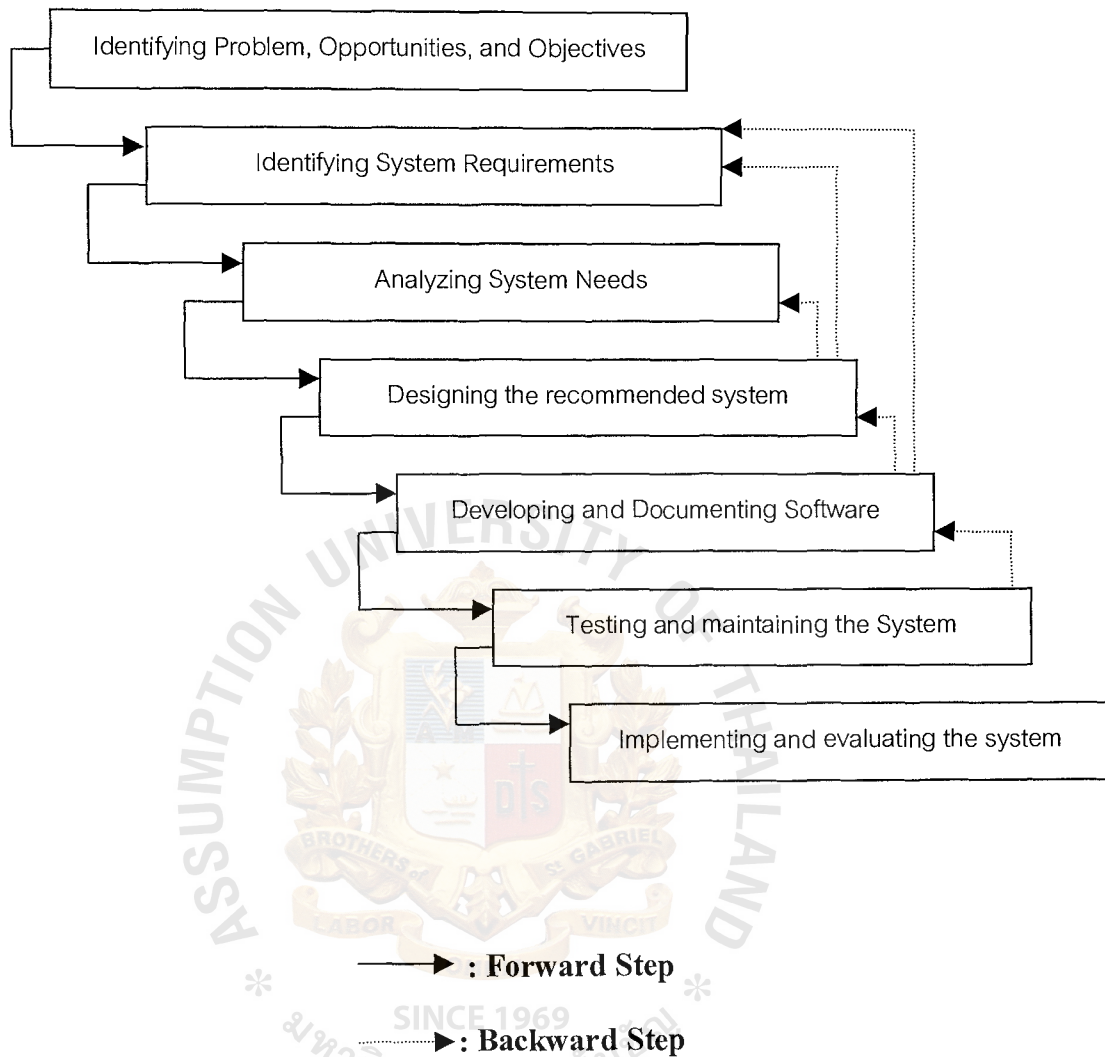 Identifying Problem, Opportunities, and Objectives
Identifying System Requirements
Analyzing System Needs
Designing the recommended system
Developing and Documenting Software
Testing and maintaining the System
Implementing and evaluating the system
ASSUMPTION UNIVERSITY OF THAILAND
D S
BROTHERS of St GABRIEL
LABOR
VINCIT
: Forward Step
SINCE 1969
: Backward Step